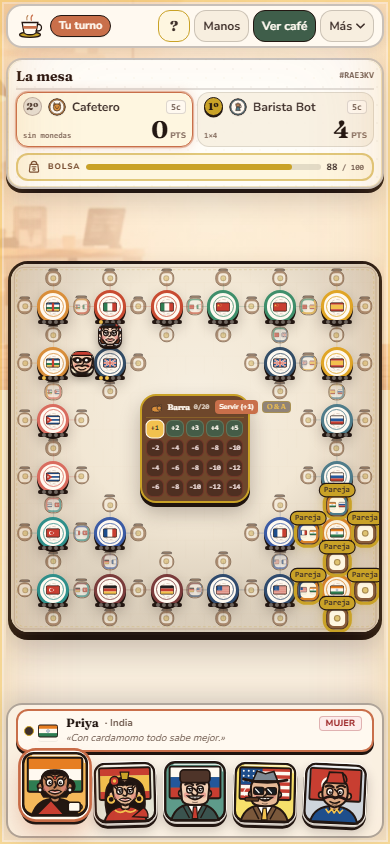 Tu turno
?
Manos
Ver café
Más
La mesa
#RAE3KV
2º
Cafetero
5c
sin monedas
0 PTS
1º
Barista Bot
5c
1×4
4 PTS
BOLSA
88 / 100
Barra 0/20
Servir (+1)
O&A
+1 +2 +3 +4 +5
-2 -4 -6 -8 -10
-4 -6 -8 -10 -12
-6 -8 -10 -12 -14
Pareja
Pareja
Pareja
Pareja
Pareja
Pareja
Pareja
Priya · India
MUJER
«Con cardamomo todo sabe mejor.»